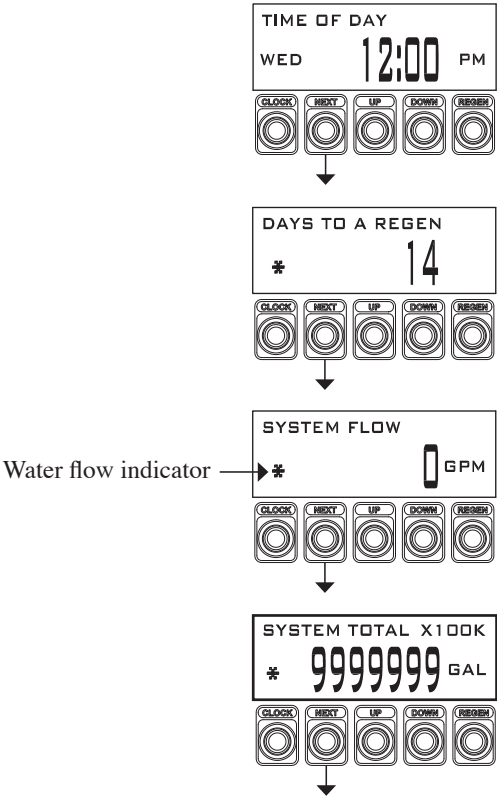 TIME OF DAY
WED 12:00 PM
CLOCK NEXT UP DOWN REGEN
DAYS TO A REGEN
* 14
CLOCK NEXT UP DOWN REGEN
SYSTEM FLOW
Water flow indicator * 0 GPM
CLOCK NEXT UP DOWN REGEN
SYSTEM TOTAL X100K
* 9999999 GAL
CLOCK NEXT UP DOWN REGEN